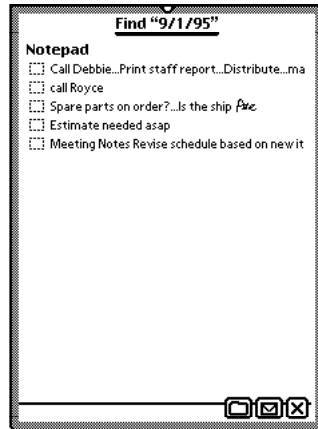 Find “9/1/95”
Notepad
Call Debbie...Print staff report...Distribute...ma
call Royce
Spare parts on order?...Is the ship
Estimate needed asap
Meeting Notes Revise schedule based on new it